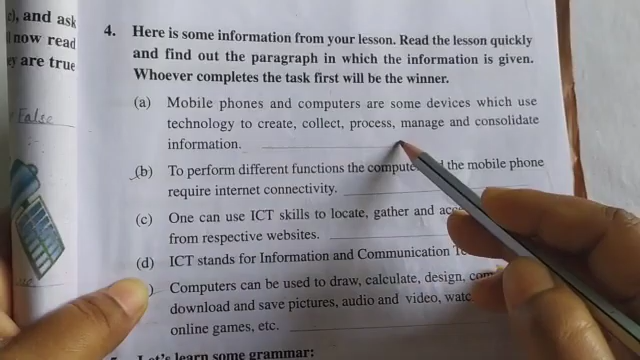 , and ask
now read
are true
False
4. Here is some information from your lesson. Read the lesson quickly
and find out the paragraph in which the information is given.
Whoever completes the task first will be the winner.
(a) Mobile phones and computers are some devices which use
technology to create, collect, process, manage and consolidate
information.
(b) To perform different functions the the mobile phone
require internet connectivity.
(c) One can use ICT skills to locate, gather and
from respective websites.
(d) ICT stands for Information and Communication
) Computers can be used to draw, calculate, design,
download and save pictures, audio and video,
online games, etc.
Let's learn some grammar: